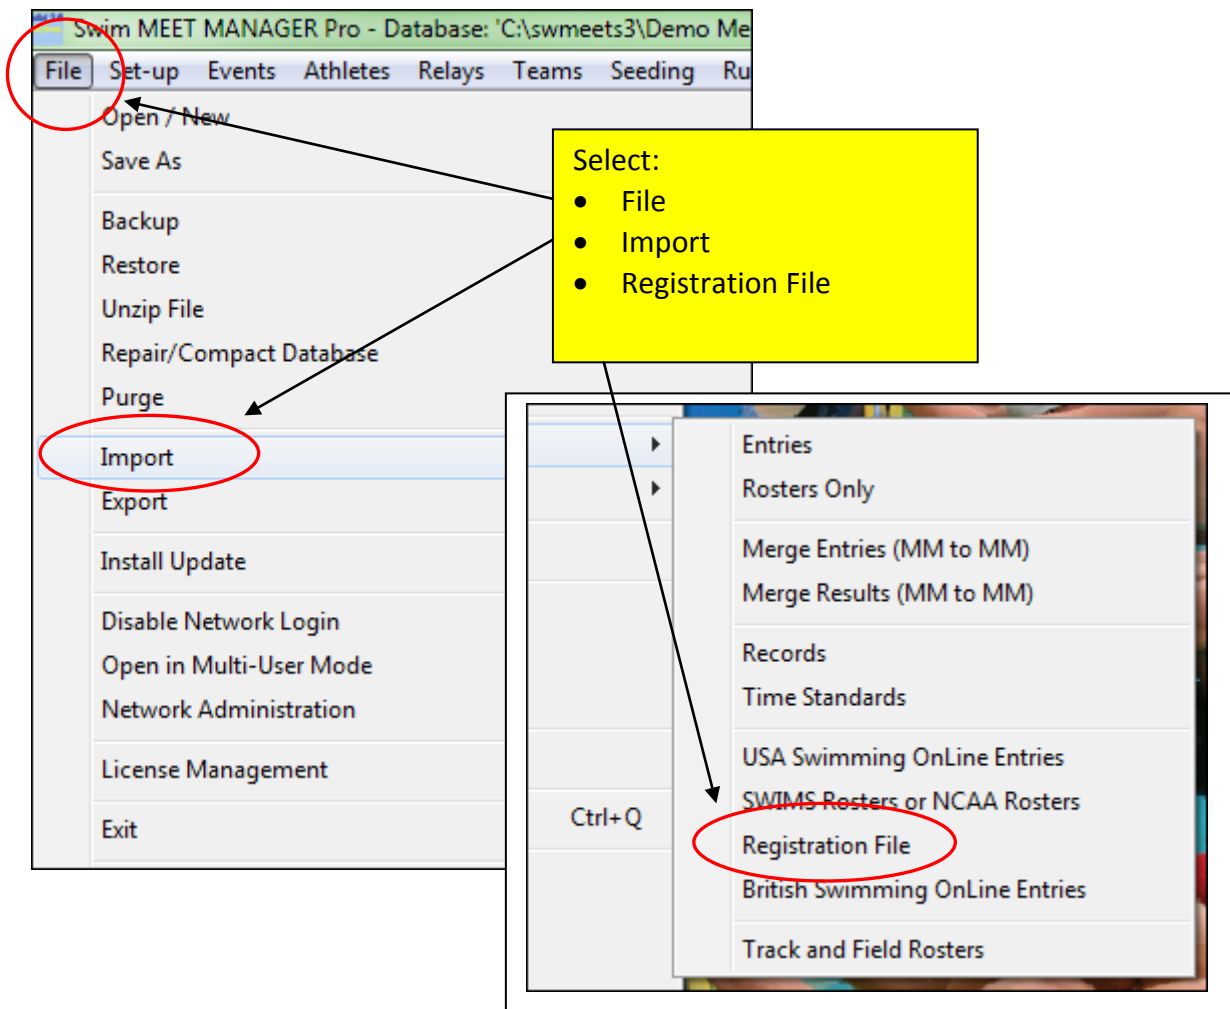 Swim MEET MANAGER Pro - Database: 'C:\swmeets3\Demo Me
File Set-up Events Athletes Relays Teams Seeding Ru
Open / New
Save As
Backup
Restore
Unzip File
Repair/Compact Database
Purge
Import
Export
Install Update
Disable Network Login
Open in Multi-User Mode
Network Administration
License Management
Exit
Select:
• File
• Import
• Registration File
Ctrl+Q
Entries
Rosters Only
Merge Entries (MM to MM)
Merge Results (MM to MM)
Records
Time Standards
USA Swimming OnLine Entries
SWIMS Rosters or NCAA Rosters
Registration File
British Swimming OnLine Entries
Track and Field Rosters